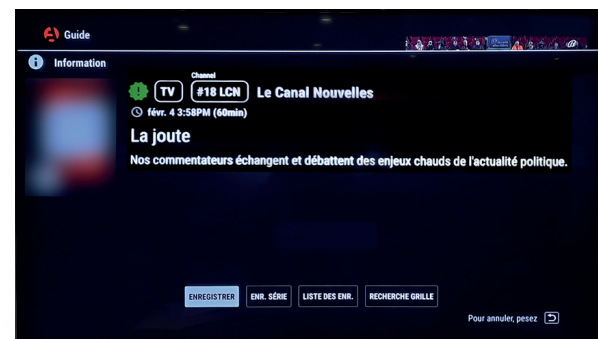 Guide
Information
Channel
TV #18 LCN Le Canal Nouvelles
févr. 4 3:58PM (60min)
La joute
Nos commentateurs échangent et débattent des enjeux chauds de l'actualité politique.
ENREGISTRER ENR. SÉRIE LISTE DES ENR. RECHERCHE GRILLE
Pour annuler, pesez